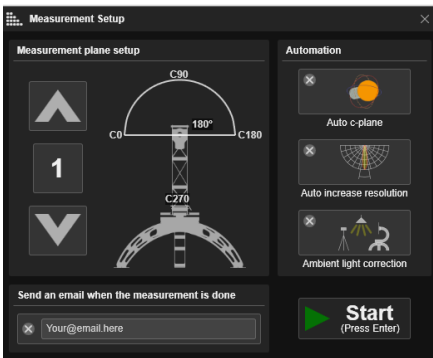 Measurement Setup
Measurement plane setup
C90
180°
C0
C180
1
C270
Automation
Auto c-plane
Auto increase resolution
Ambient light correction
Send an email when the measurement is done
Your@email.here
Start
(Press Enter)